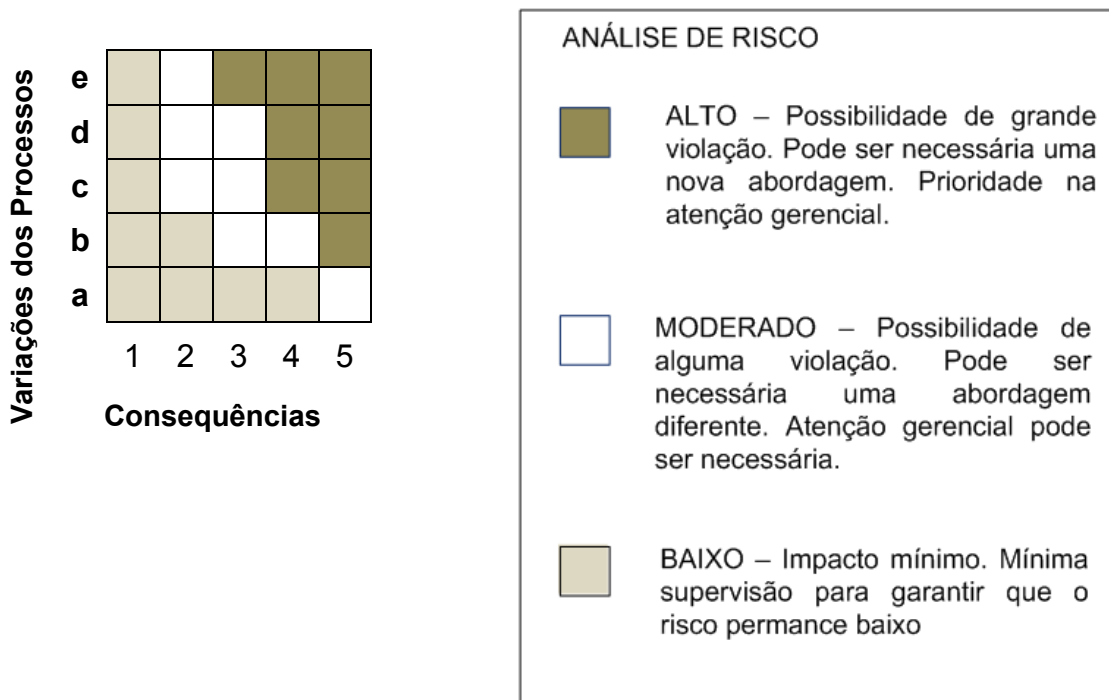 Variações dos Processos
e
d
c
b
a
1 2 3 4 5
Consequências
ANÁLISE DE RISCO
ALTO – Possibilidade de grande
violação. Pode ser necessária uma
nova abordagem. Prioridade na
atenção gerencial.
MODERADO – Possibilidade de
alguma violação. Pode ser
necessária uma abordagem
diferente. Atenção gerencial pode
ser necessária.
BAIXO – Impacto mínimo. Mínima
supervisão para garantir que o
risco permance baixo